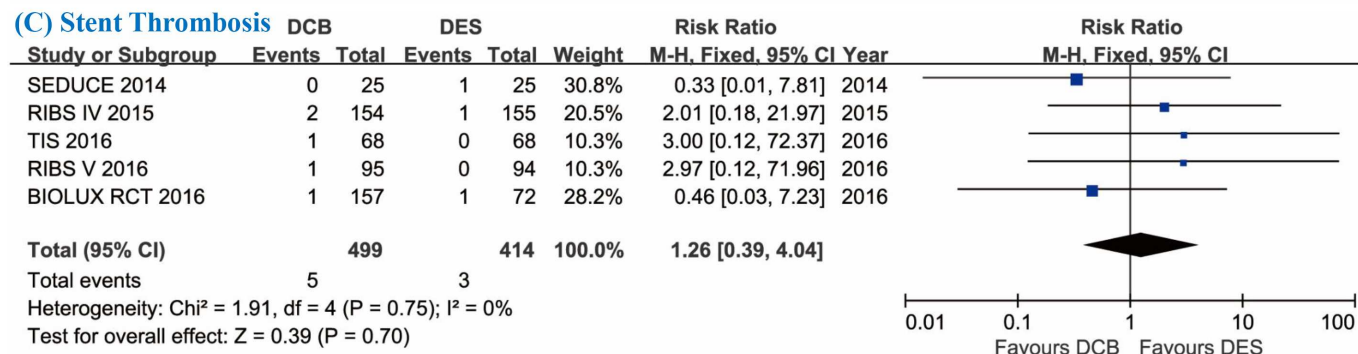 (C) Stent Thrombosis DCB DES Risk Ratio Risk Ratio
Study or Subgroup Events Total Events Total Weight M-H, Fixed, 95% CI Year M-H, Fixed, 95% CI
SEDUCE 2014 0 25 1 25 30.8% 0.33 [0.01, 7.81] 2014
RIBS IV 2015 2 154 1 155 20.5% 2.01 [0.18, 21.97] 2015
TIS 2016 1 68 0 68 10.3% 3.00 [0.12, 72.37] 2016
RIBS V 2016 1 95 0 94 10.3% 2.97 [0.12, 71.96] 2016
BIOLUX RCT 2016 1 157 1 72 28.2% 0.46 [0.03, 7.23] 2016
Total (95% CI) 499 414 100.0% 1.26 [0.39, 4.04]
Total events 5 3
Heterogeneity: Chi² = 1.91, df = 4 (P = 0.75); I² = 0%
Test for overall effect: Z = 0.39 (P = 0.70)
0.01 0.1 1 10 100
Favours DCB Favours DES